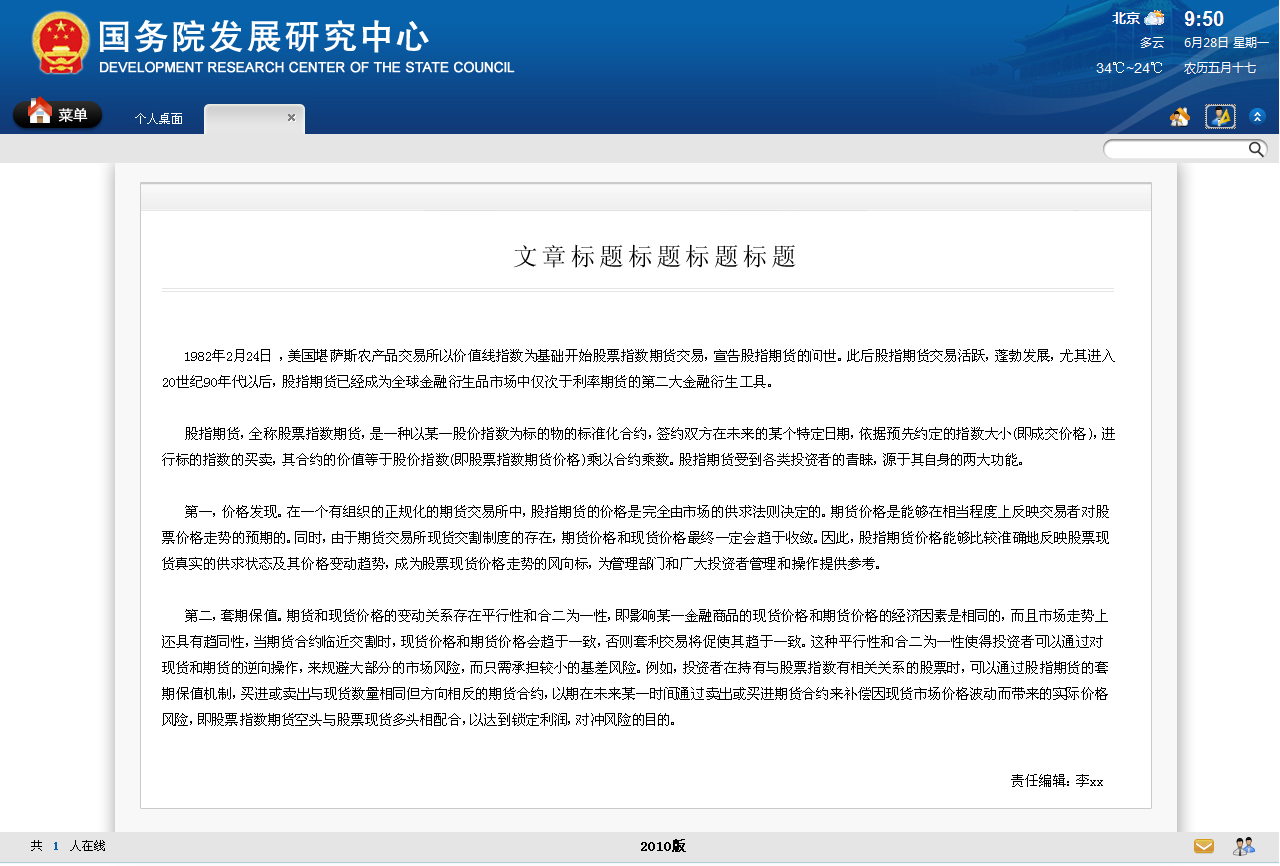 国务院发展研究中心
DEVELOPMENT RESEARCH CENTER OF THE STATE COUNCIL
北京 9:50
多云 6月28日 星期一
34℃~24℃ 农历五月十七
菜单 个人桌面
文章标题标题标题标题
1982年2月24日 ，美国堪萨斯农产品交易所以价值线指数为基础开始股票指数期货交易，宣告股指期货的问世。此后股指期货交易活跃，蓬勃发展，尤其进入
20世纪90年代以后，股指期货已经成为全球金融衍生品市场中仅次于利率期货的第二大金融衍生工具。
股指期货，全称股票指数期货，是一种以某一股价指数为标的物的标准化合约，签约双方在未来的某个特定日期，依据预先约定的指数大小(即成交价格)，进
行标的指数的买卖，其合约的价值等于股价指数(即股票指数期货价格)乘以合约乘数。股指期货受到各类投资者的青睐，源于其自身的两大功能。
第一，价格发现。在一个有组织的正规化的期货交易所中，股指期货的价格是完全由市场的供求法则决定的。期货价格是能够在相当程度上反映交易者对股
票价格走势的预期的。同时，由于期货交易所现货交割制度的存在，期货价格和现货价格最终一定会趋于收敛。因此，股指期货价格能够比较准确地反映股票现
货真实的供求状态及其价格变动趋势，成为股票现货价格走势的风向标，为管理部门和广大投资者管理和操作提供参考。
第二，套期保值。期货和现货价格的变动关系存在平行性和合二为一性，即影响某一金融商品的现货价格和期货价格的经济因素是相同的，而且市场走势上
还具有趋同性，当期货合约临近交割时，现货价格和期货价格会趋于一致，否则套利交易将促使其趋于一致。这种平行性和合二为一性使得投资者可以通过对
现货和期货的逆向操作，来规避大部分的市场风险，而只需承担较小的基差风险。例如，投资者在持有与股票指数有相关关系的股票时，可以通过股指期货的套
期保值机制，买进或卖出与现货数量相同但方向相反的期货合约，以期在未来某一时间通过卖出或买进期货合约来补偿因现货市场价格波动而带来的实际价格
风险，即股票指数期货空头与股票现货多头相配合，以达到锁定利润，对冲风险的目的。
责任编辑：李xx
共 1 人在线 2010版